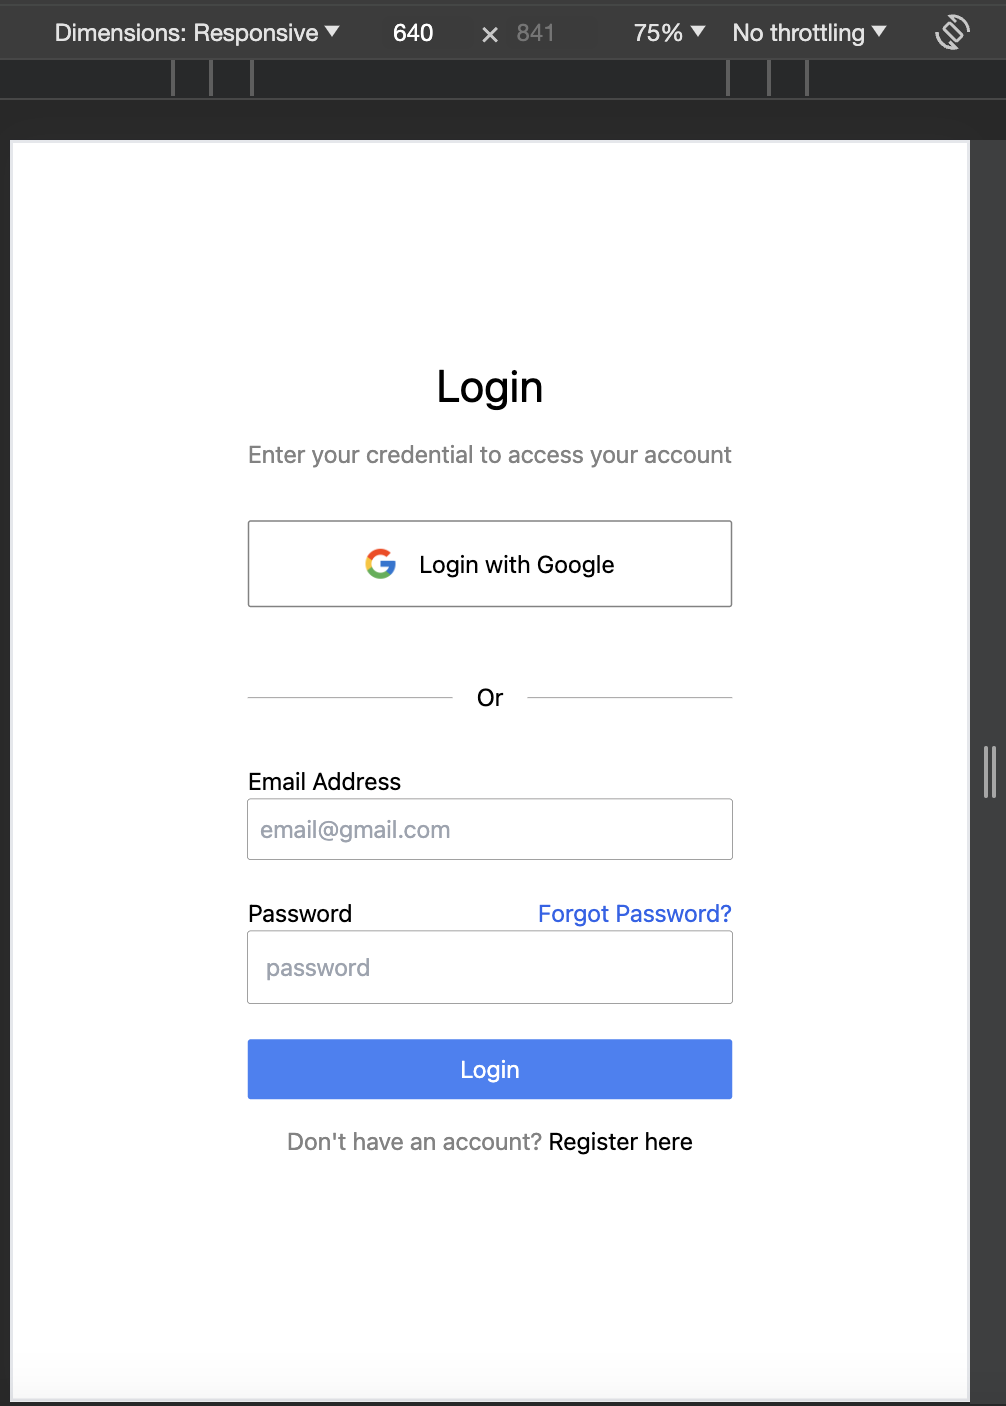 Dimensions: Responsive 640 × 841 75% No throttling
Login
Enter your credential to access your account
Login with Google
Or
Email Address
email@gmail.com
Password Forgot Password?
password
Login
Don't have an account? Register here